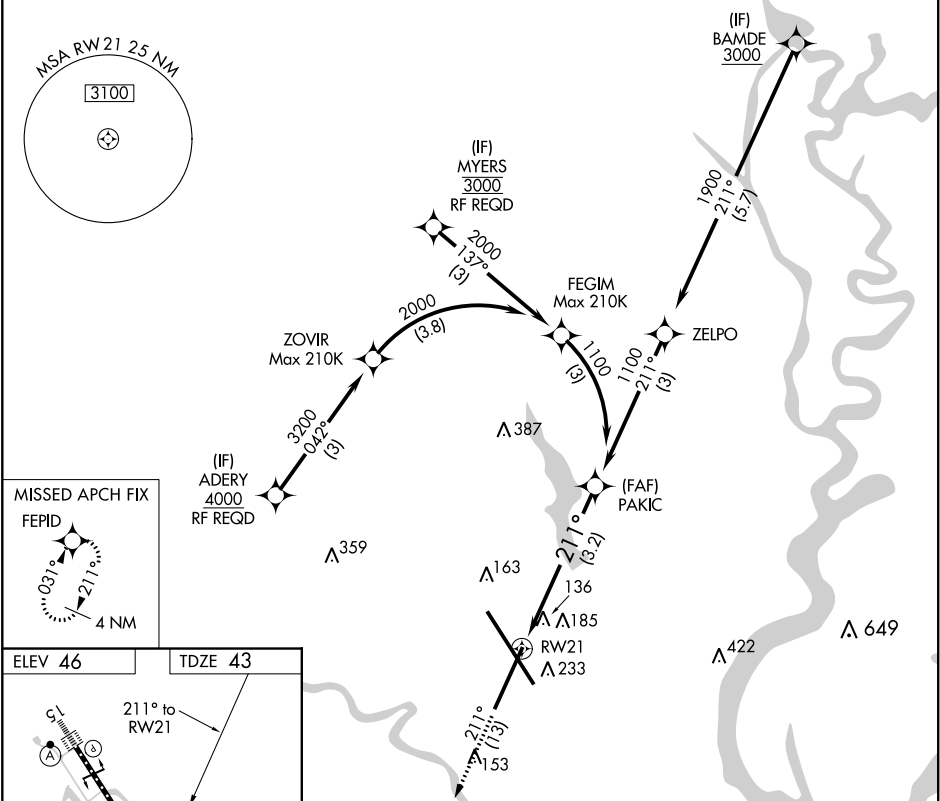 MSA RW21 25 NM
3100
(IF)
BAMDE
3000
1900
211°
(5.7)
(IF)
MYERS
3000
RF REQD
2000
137°
(3)
FEGIM
Max 210K
2000
(3.8)
ZOVIR
Max 210K
1100
(3)
ZELPO
1100
211°
(3)
3200
042°
(3)
387
(IF)
ADERY
4000
RF REQD
(FAF)
PAKIC
211°
(3.2)
MISSED APCH FIX
FEPID
031°
211°
4 NM
359
163
136
185
RW21
233
422
649
211°
(13)
153
ELEV 46
TDZE 43
15
A
P
211° to
RW21